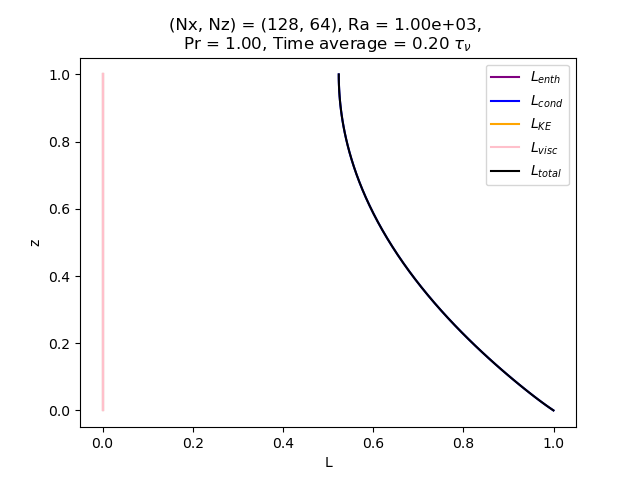 (Nx, Nz) = (128, 64), Ra = 1.00e+03,
Pr = 1.00, Time average = 0.20 τ_ν
1.0
0.8
0.6
0.4
0.2
0.0
z
0.0 0.2 0.4 0.6 0.8 1.0
L
L_enth
L_cond
L_KE
L_visc
L_total